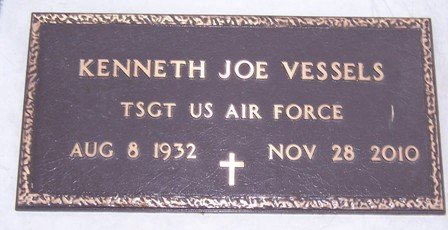 KENNETH JOE VESSELS
TSGT US AIR FORCE
AUG 8 1932 NOV 28 2010